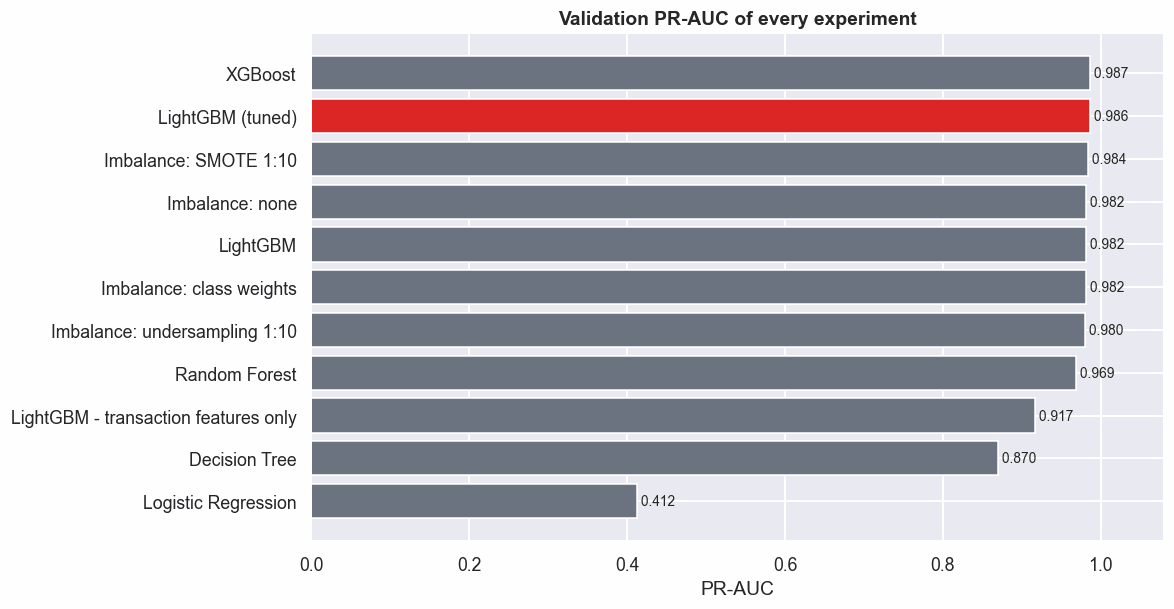 Validation PR-AUC of every experiment
XGBoost 0.987
LightGBM (tuned) 0.986
Imbalance: SMOTE 1:10 0.984
Imbalance: none 0.982
LightGBM 0.982
Imbalance: class weights 0.982
Imbalance: undersampling 1:10 0.980
Random Forest 0.969
LightGBM - transaction features only 0.917
Decision Tree 0.870
Logistic Regression 0.412
0.0 0.2 0.4 0.6 0.8 1.0
PR-AUC